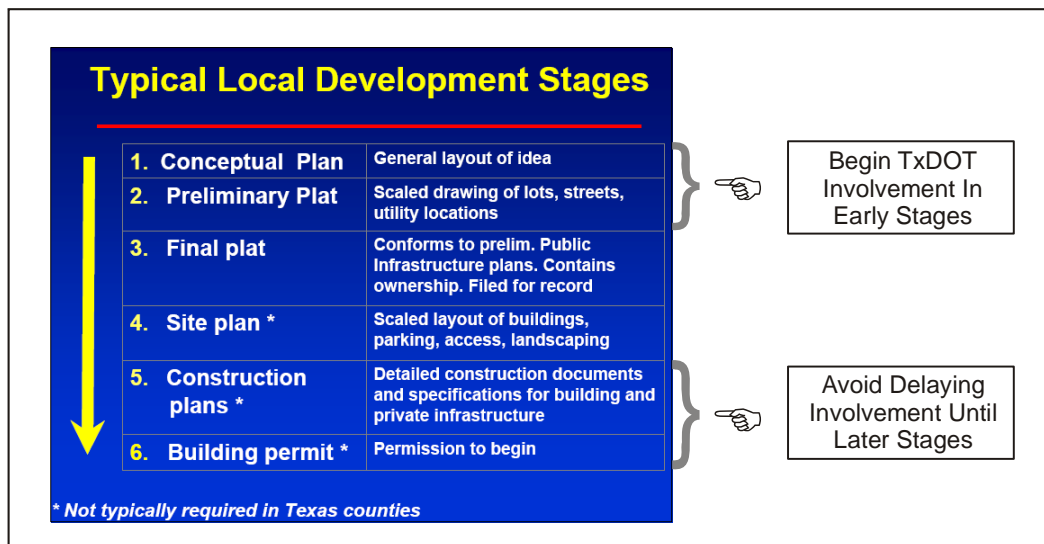 Typical Local Development Stages
1. Conceptual Plan
General layout of idea
2. Preliminary Plat
Scaled drawing of lots, streets,
utility locations
3. Final plat
Conforms to prelim. Public
Infrastructure plans. Contains
ownership. Filed for record
4. Site plan *
Scaled layout of buildings,
parking, access, landscaping
5. Construction
plans *
Detailed construction documents
and specifications for building and
private infrastructure
6. Building permit *
Permission to begin
* Not typically required in Texas counties
Begin TxDOT
Involvement In
Early Stages
Avoid Delaying
Involvement Until
Later Stages